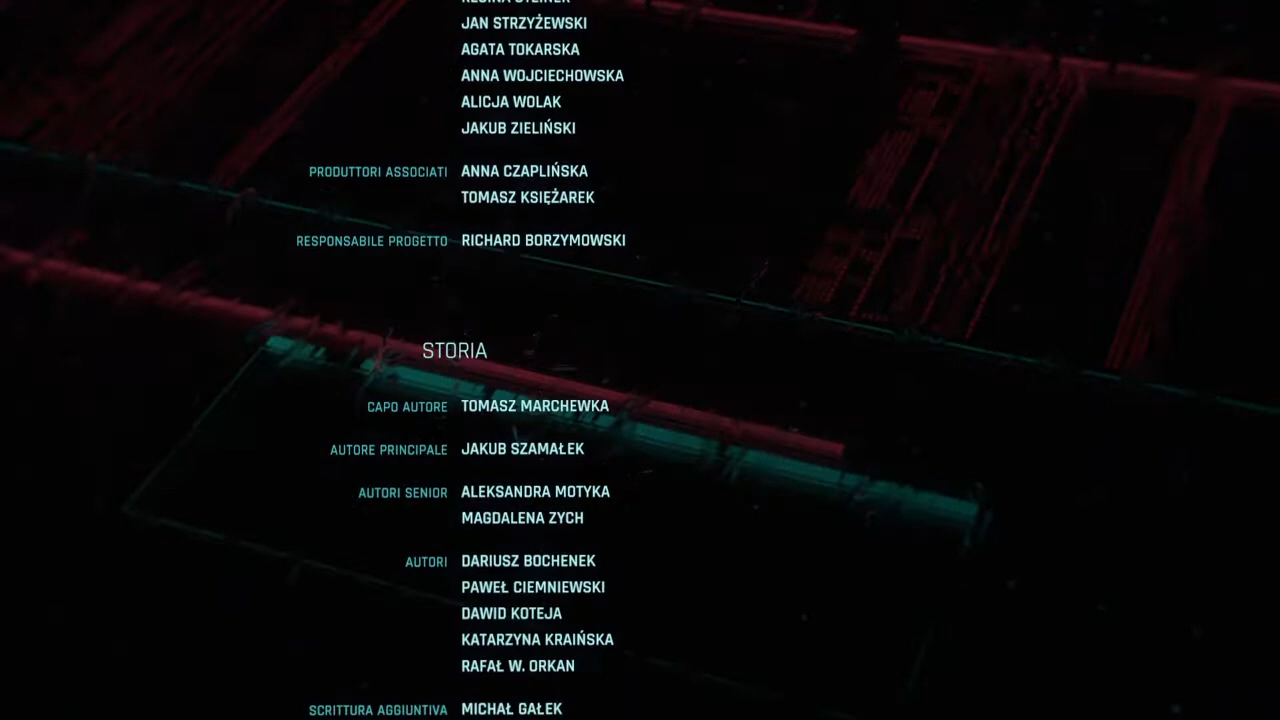 JAN STRZYŻEWSKI
AGATA TOKARSKA
ANNA WOJCIECHOWSKA
ALICJA WOLAK
JAKUB ZIELIŃSKI
PRODUTTORI ASSOCIATI ANNA CZAPLIŃSKA
TOMASZ KSIĘŻAREK
RESPONSABILE PROGETTO RICHARD BORZYMOWSKI
STORIA
CAPO AUTORE TOMASZ MARCHEWKA
AUTORE PRINCIPALE JAKUB SZAMAŁEK
AUTORI SENIOR ALEKSANDRA MOTYKA
MAGDALENA ZYCH
AUTORI DARIUSZ BOCHENEK
PAWEŁ CIEMNIEWSKI
DAWID KOTEJA
KATARZYNA KRAIŃSKA
RAFAŁ W. ORKAN
SCRITTURA AGGIUNTIVA MICHAŁ GAŁEK